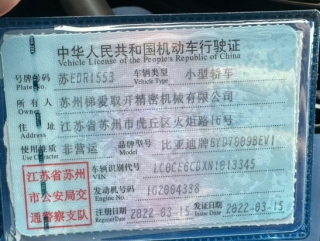 中华人民共和国机动车行驶证
Vehicle License of the People's Republic of China
号牌号码 苏EDR1553 车辆类型 小型轿车
Plate No. Vehicle Type
所有人 苏州梯爱取开精密机械有限公司
Owner
住址 江苏省苏州市虎丘区火炬路16号
Address
使用性质 非营运 品牌型号 比亚迪牌BYD7009BEV1
Use Character Model
江苏省苏州
市公安局交
通警察支队
车辆识别代号 LC0CE6CDXN1013345
VIN
发动机号码 1G2004338
Engine No.
注册日期 2022-03-15 发证日期 2022-03-15
Register Date Issue Date